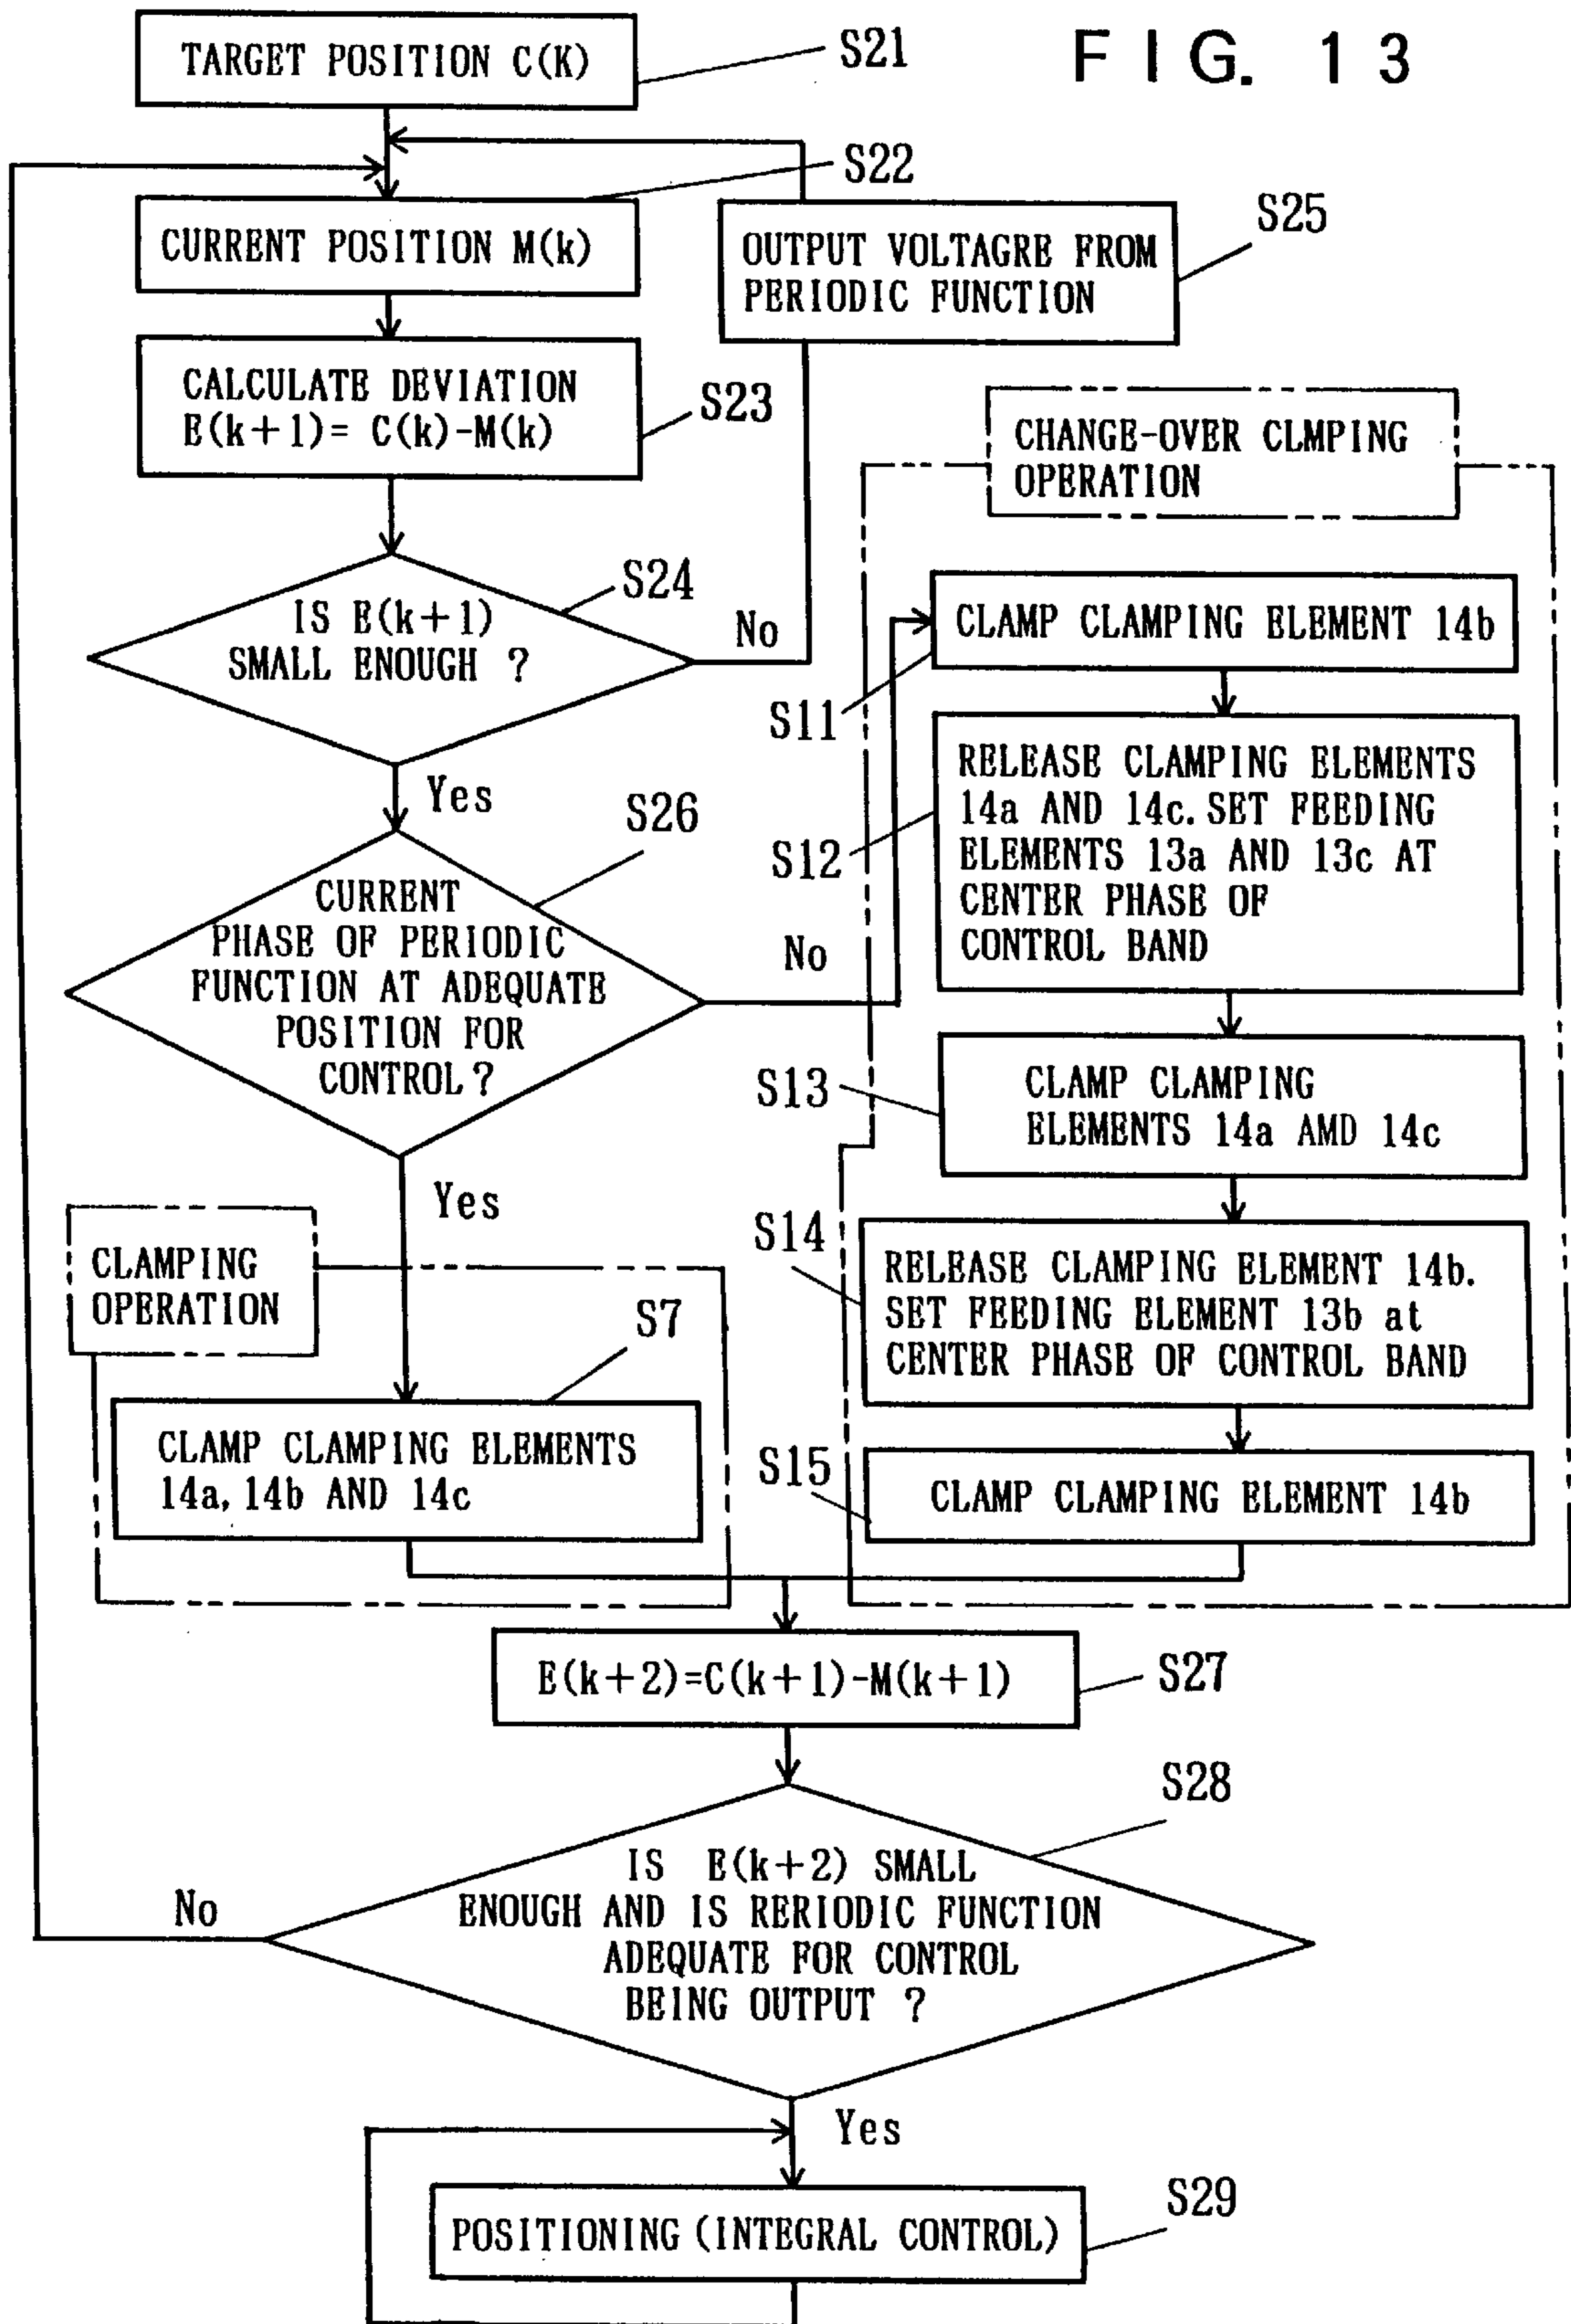 FIG. 13
TARGET POSITION C(K)
S21
S22
CURRENT POSITION M(k)
OUTPUT VOLTAGRE FROM
PERIODIC FUNCTION
S25
CALCULATE DEVIATION
E(k+1)= C(k)-M(k)
S23
CHANGE-OVER CLMPING
OPERATION
IS E(k+1)
SMALL ENOUGH ?
S24
No
Yes
CLAMP CLAMPING ELEMENT 14b
S11
RELEASE CLAMPING ELEMENTS
14a AND 14c. SET FEEDING
ELEMENTS 13a AND 13c AT
CENTER PHASE OF
CONTROL BAND
S12
S26
CURRENT
PHASE OF PERIODIC
FUNCTION AT ADEQUATE
POSITION FOR
CONTROL ?
No
Yes
S13
CLAMP CLAMPING
ELEMENTS 14a AMD 14c
S14
RELEASE CLAMPING ELEMENT 14b.
SET FEEDING ELEMENT 13b at
CENTER PHASE OF CONTROL BAND
CLAMPING
OPERATION
S7
CLAMP CLAMPING ELEMENTS
14a, 14b AND 14c
S15
CLAMP CLAMPING ELEMENT 14b
E(k+2)=C(k+1)-M(k+1)
S27
S28
IS E(k+2) SMALL
ENOUGH AND IS RERIODIC FUNCTION
ADEQUATE FOR CONTROL
BEING OUTPUT ?
No
Yes
POSITIONING (INTEGRAL CONTROL)
S29